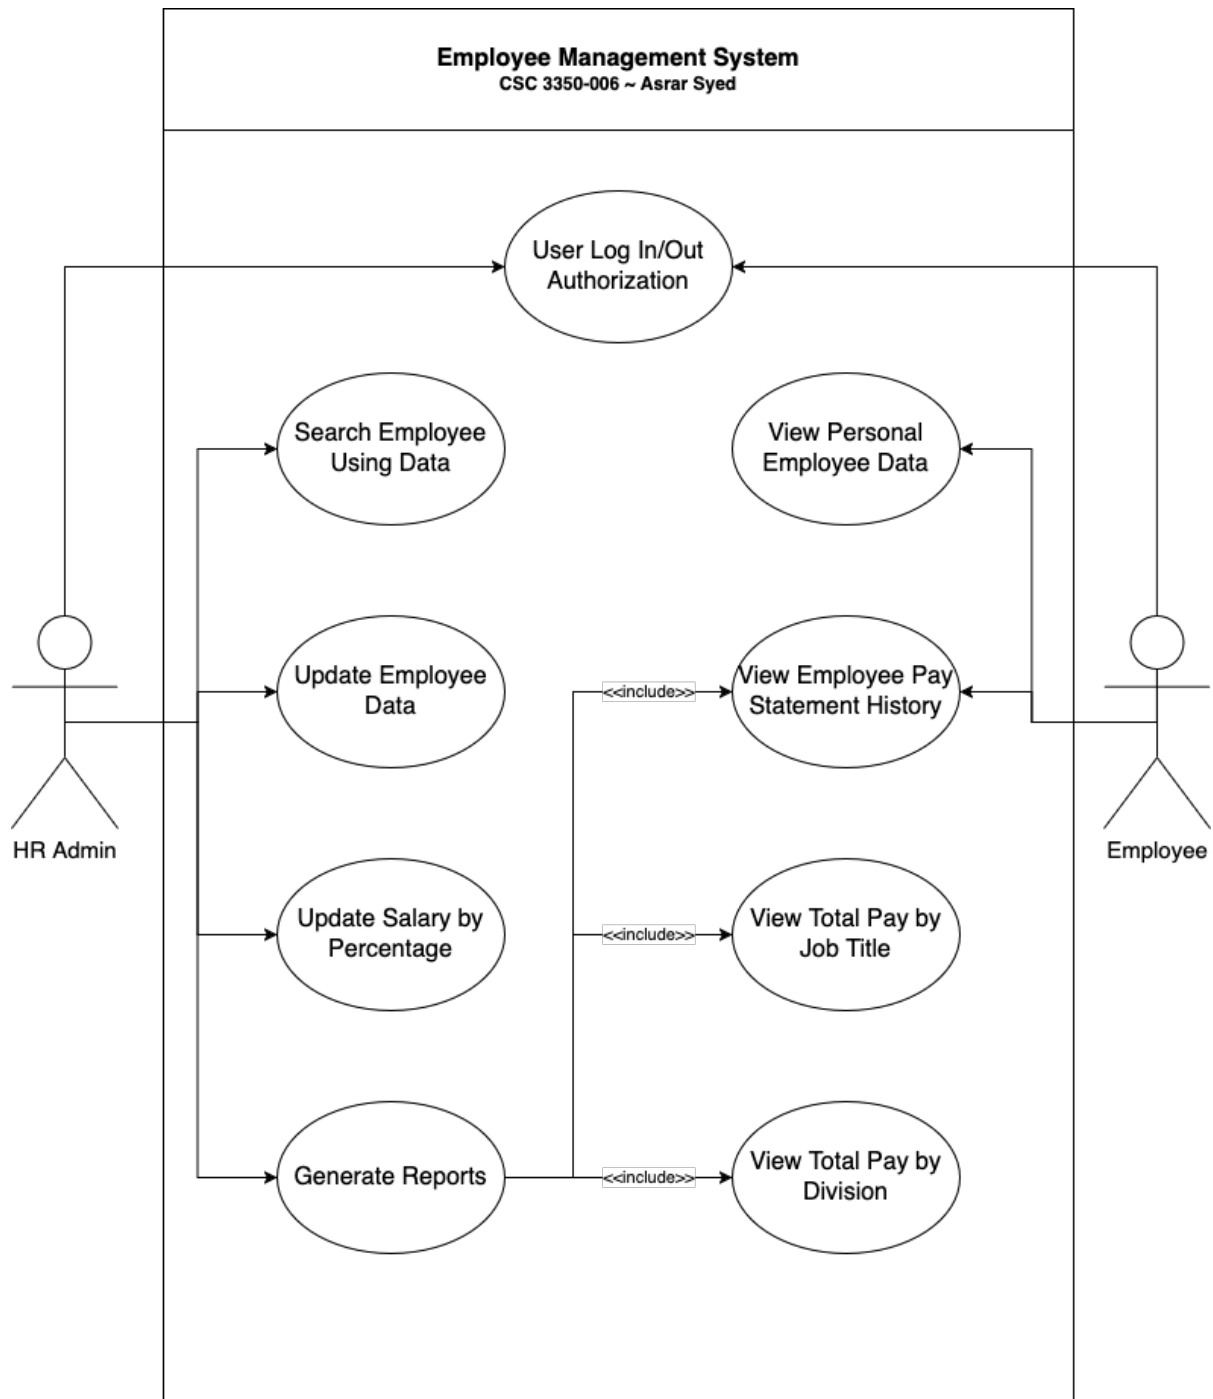 Employee Management System
CSC 3350-006 ~ Asrar Syed
User Log In/Out
Authorization
Search Employee
Using Data
View Personal
Employee Data
Update Employee
Data
<<include>>
View Employee Pay
Statement History
HR Admin
Employee
Update Salary by
Percentage
<<include>>
View Total Pay by
Job Title
Generate Reports
<<include>>
View Total Pay by
Division